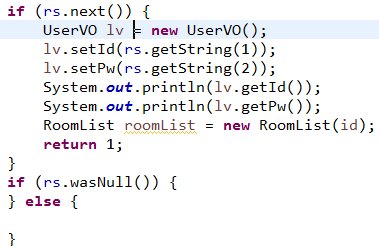 if (rs.next()) {
UserVO lv = new UserVO();
lv.setId(rs.getString(1));
lv.setPw(rs.getString(2));
System.out.println(lv.getId());
System.out.println(lv.getPw());
RoomList roomList = new RoomList(id);
return 1;
}
if (rs.wasNull()) {
} else {
}